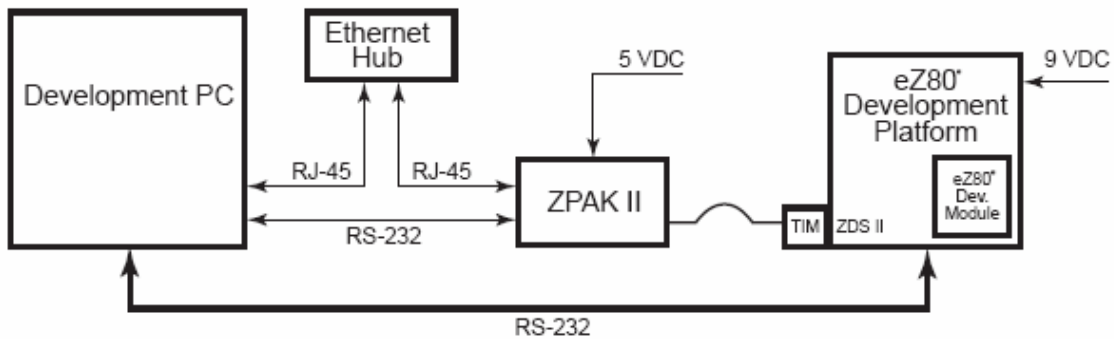 Development PC
Ethernet
Hub
RJ-45
RJ-45
RS-232
5 VDC
ZPAK II
TIM
ZDS II
eZ80*
Development
Platform
eZ80*
Dev.
Module
9 VDC
RS-232